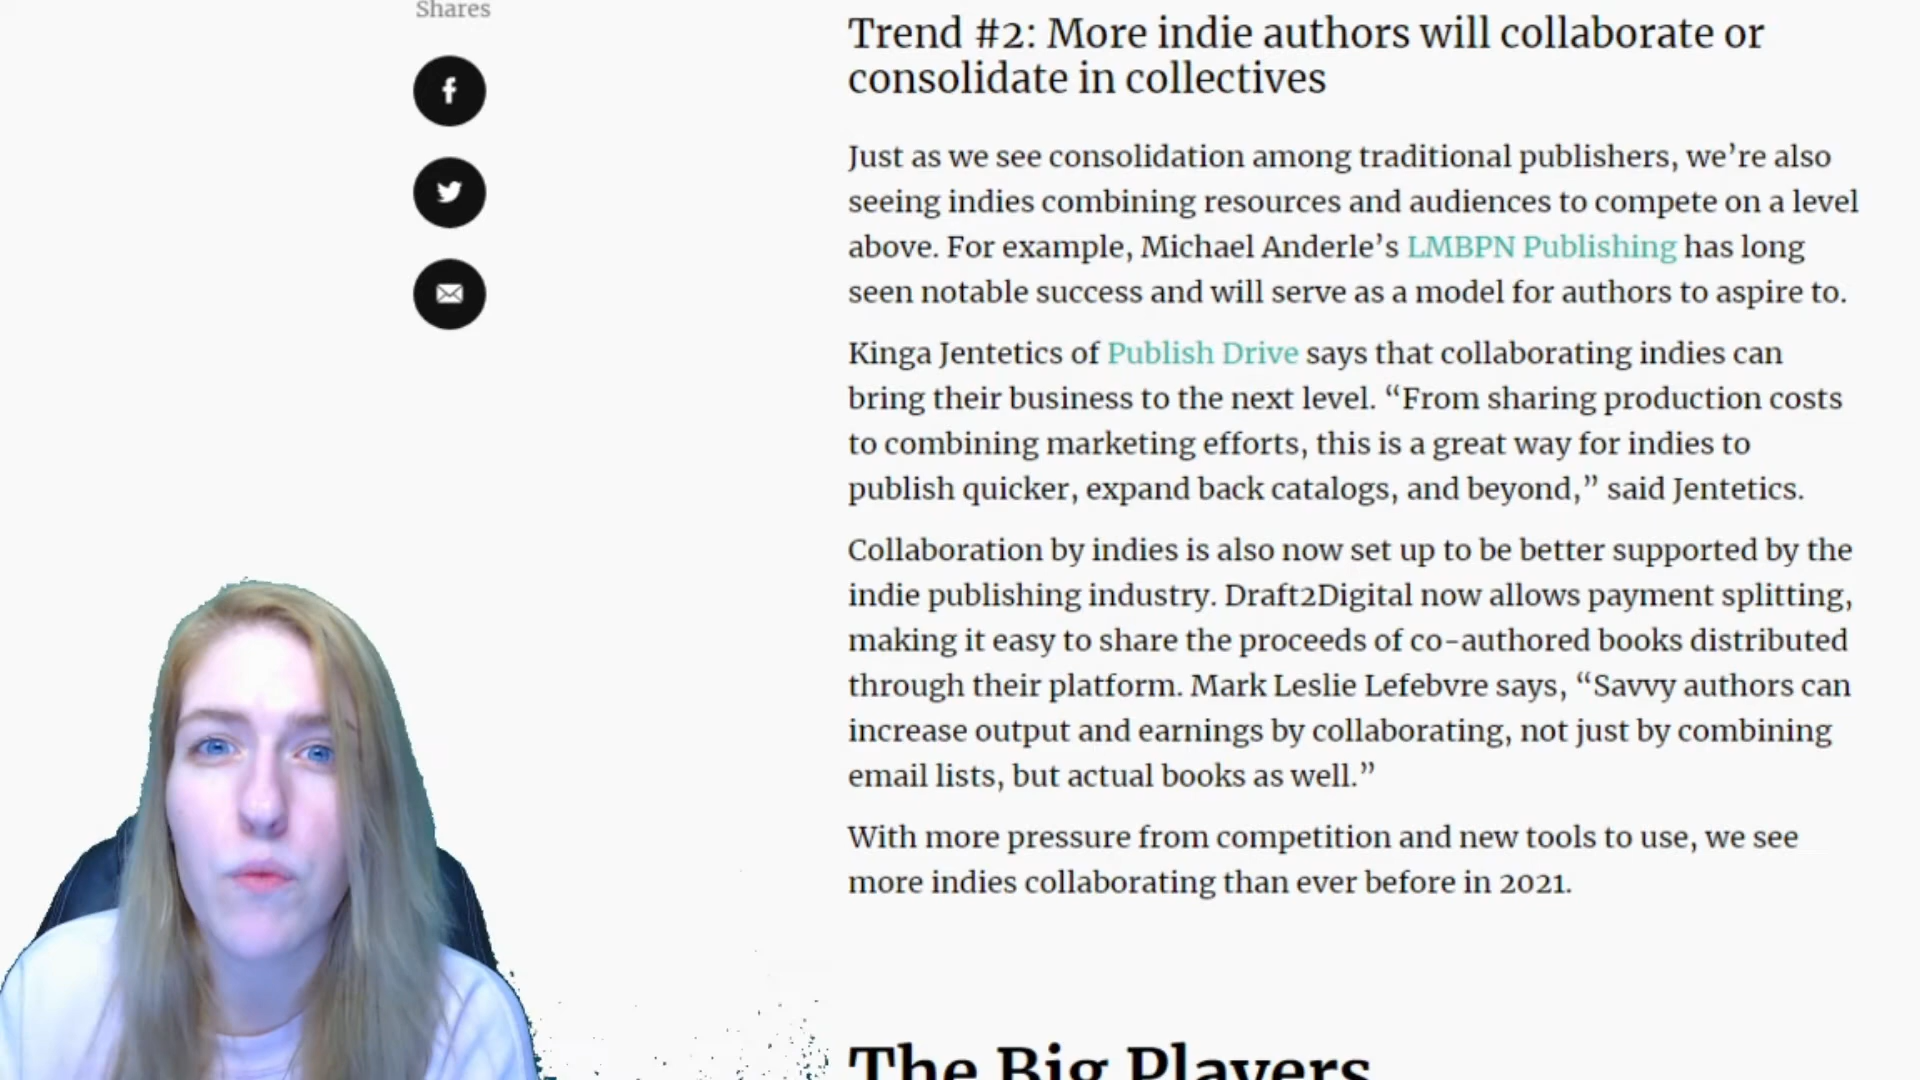 Shares
Trend #2: More indie authors will collaborate or
consolidate in collectives
Just as we see consolidation among traditional publishers, we’re also
seeing indies combining resources and audiences to compete on a level
above. For example, Michael Anderle’s LMBPN Publishing has long
seen notable success and will serve as a model for authors to aspire to.
Kinga Jentetics of Publish Drive says that collaborating indies can
bring their business to the next level. “From sharing production costs
to combining marketing efforts, this is a great way for indies to
publish quicker, expand back catalogs, and beyond,” said Jentetics.
Collaboration by indies is also now set up to be better supported by the
indie publishing industry. Draft2Digital now allows payment splitting,
making it easy to share the proceeds of co-authored books distributed
through their platform. Mark Leslie Lefebvre says, “Savvy authors can
increase output and earnings by collaborating, not just by combining
email lists, but actual books as well.”
With more pressure from competition and new tools to use, we see
more indies collaborating than ever before in 2021.
The Big Players